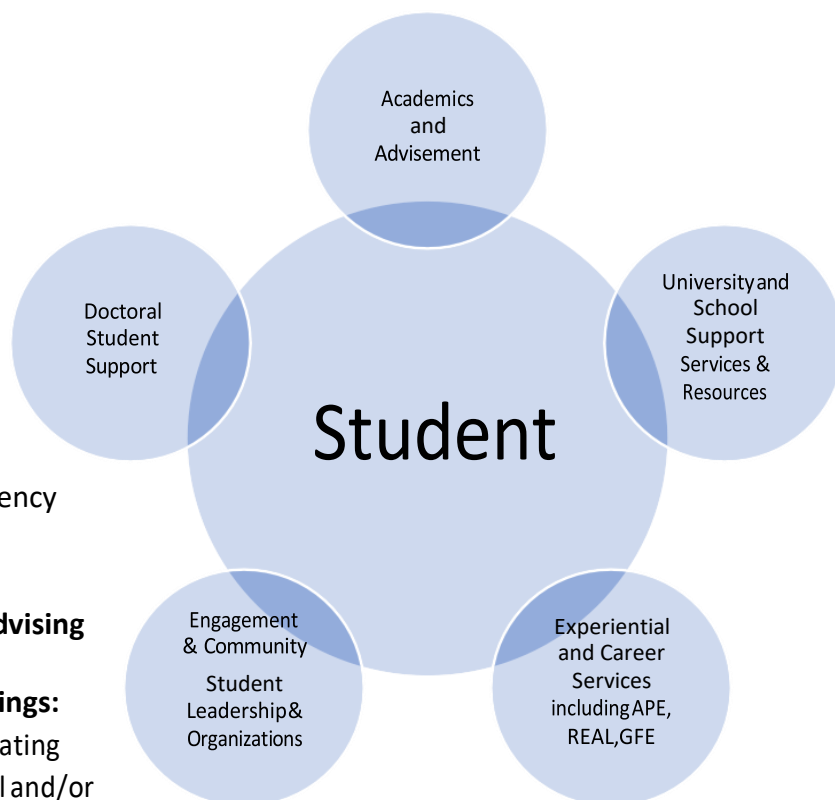 Academics
and
Advisement
University and
School
Support
Services &
Resources
Doctoral
Student
Support
Student
ency
dvising
ings:
ating
l and/or
Engagement
& Community
Student
Leadership &
Organizations
Experiential
and Career
Services
including APE,
REAL,GFE